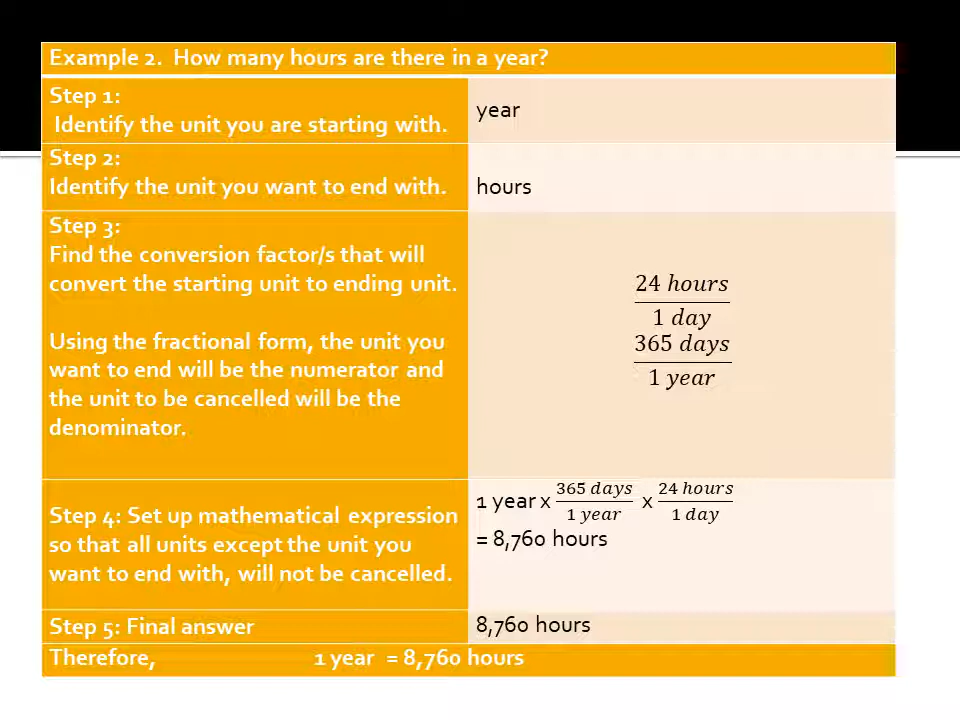 Example 2. How many hours are there in a year?
Step 1:
Identify the unit you are starting with.
year
Step 2:
Identify the unit you want to end with.
hours
Step 3:
Find the conversion factor/s that will
convert the starting unit to ending unit.
Using the fractional form, the unit you
want to end will be the numerator and
the unit to be cancelled will be the
denominator.
24 hours
1 day
365 days
1 year
Step 4: Set up mathematical expression
so that all units except the unit you
want to end with, will not be cancelled.
1 year x 365 days / 1 year x 24 hours / 1 day
= 8,760 hours
Step 5: Final answer
8,760 hours
Therefore, 1 year = 8,760 hours